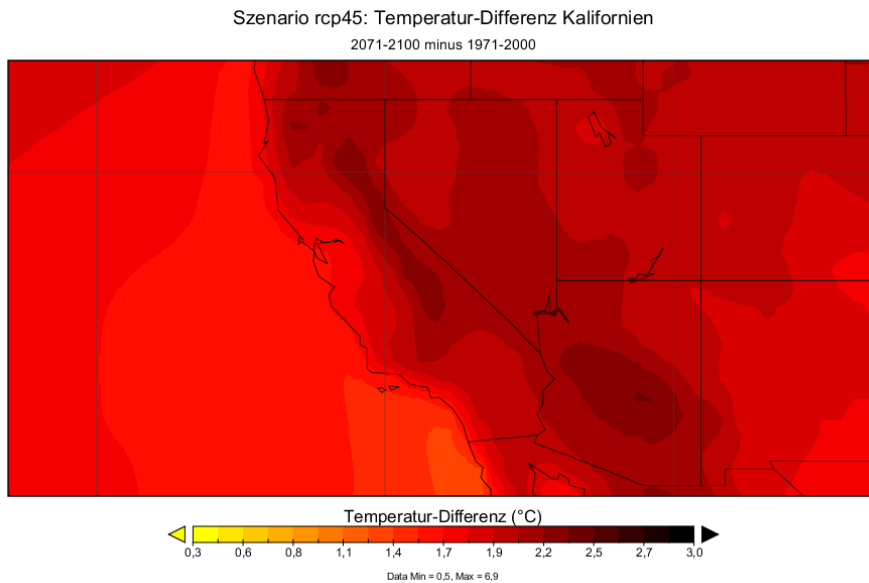 Szenario rcp45: Temperatur-Differenz Kalifornien
2071-2100 minus 1971-2000
Temperatur-Differenz (°C)
0,3 0,6 0,8 1,1 1,4 1,7 1,9 2,2 2,5 2,7 3,0
Data Min = 0,5, Max = 6,9